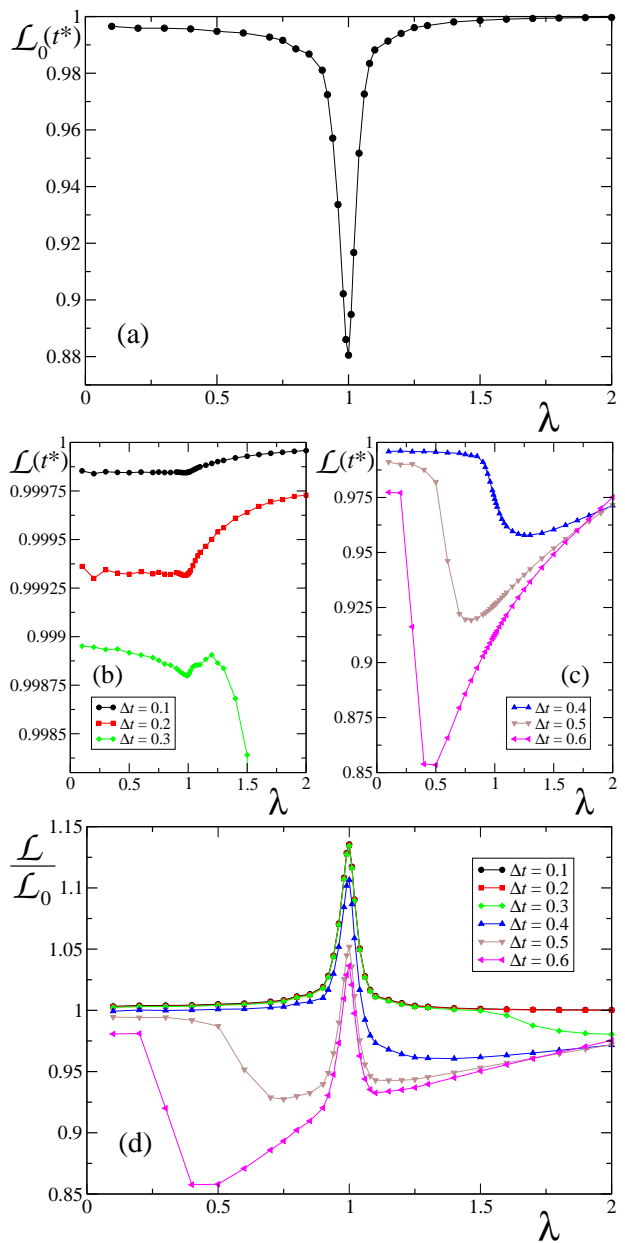 ℒ₀(t*)
1
0.98
0.96
0.94
0.92
0.9
0.88
(a)
0 0.5 1 1.5 2
λ
ℒ(t*)
1
0.99975
0.9995
0.99925
0.999
0.99875
0.9985
(b)
Δt = 0.1
Δt = 0.2
Δt = 0.3
0 0.5 1 1.5 2
λ
ℒ(t*)
1
0.975
0.95
0.925
0.9
0.875
0.85
(c)
Δt = 0.4
Δt = 0.5
Δt = 0.6
0 0.5 1 1.5 2
λ
ℒ
ℒ₀
1.15
1.1
1.05
1
0.95
0.9
0.85
Δt = 0.1
Δt = 0.2
Δt = 0.3
Δt = 0.4
Δt = 0.5
Δt = 0.6
(d)
0 0.5 1 1.5 2
λ